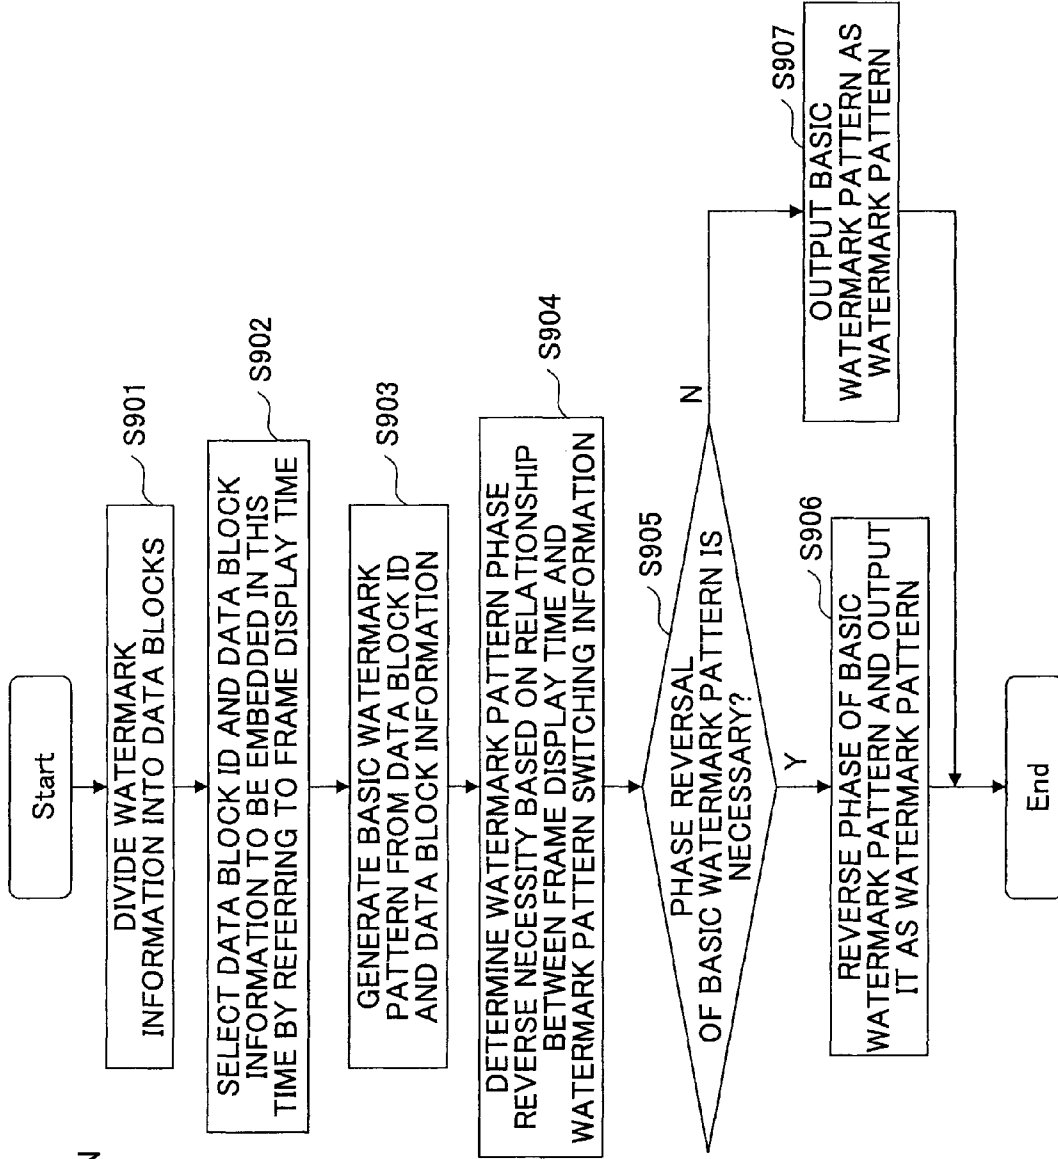 Start
DIVIDE WATERMARK
INFORMATION INTO DATA BLOCKS
S901
SELECT DATA BLOCK ID AND DATA BLOCK
INFORMATION TO BE EMBEDDED IN THIS
TIME BY REFERRING TO FRAME DISPLAY TIME
S902
GENERATE BASIC WATERMARK
PATTERN FROM DATA BLOCK ID
AND DATA BLOCK INFORMATION
S903
DETERMINE WATERMARK PATTERN PHASE
REVERSE NECESSITY BASED ON RELATIONSHIP
BETWEEN FRAME DISPLAY TIME AND
WATERMARK PATTERN SWITCHING INFORMATION
S904
PHASE REVERSAL
OF BASIC WATERMARK PATTERN IS
NECESSARY?
S905
N
Y
REVERSE PHASE OF BASIC
WATERMARK PATTERN AND OUTPUT
IT AS WATERMARK PATTERN
S906
OUTPUT BASIC
WATERMARK PATTERN AS
WATERMARK PATTERN
S907
End